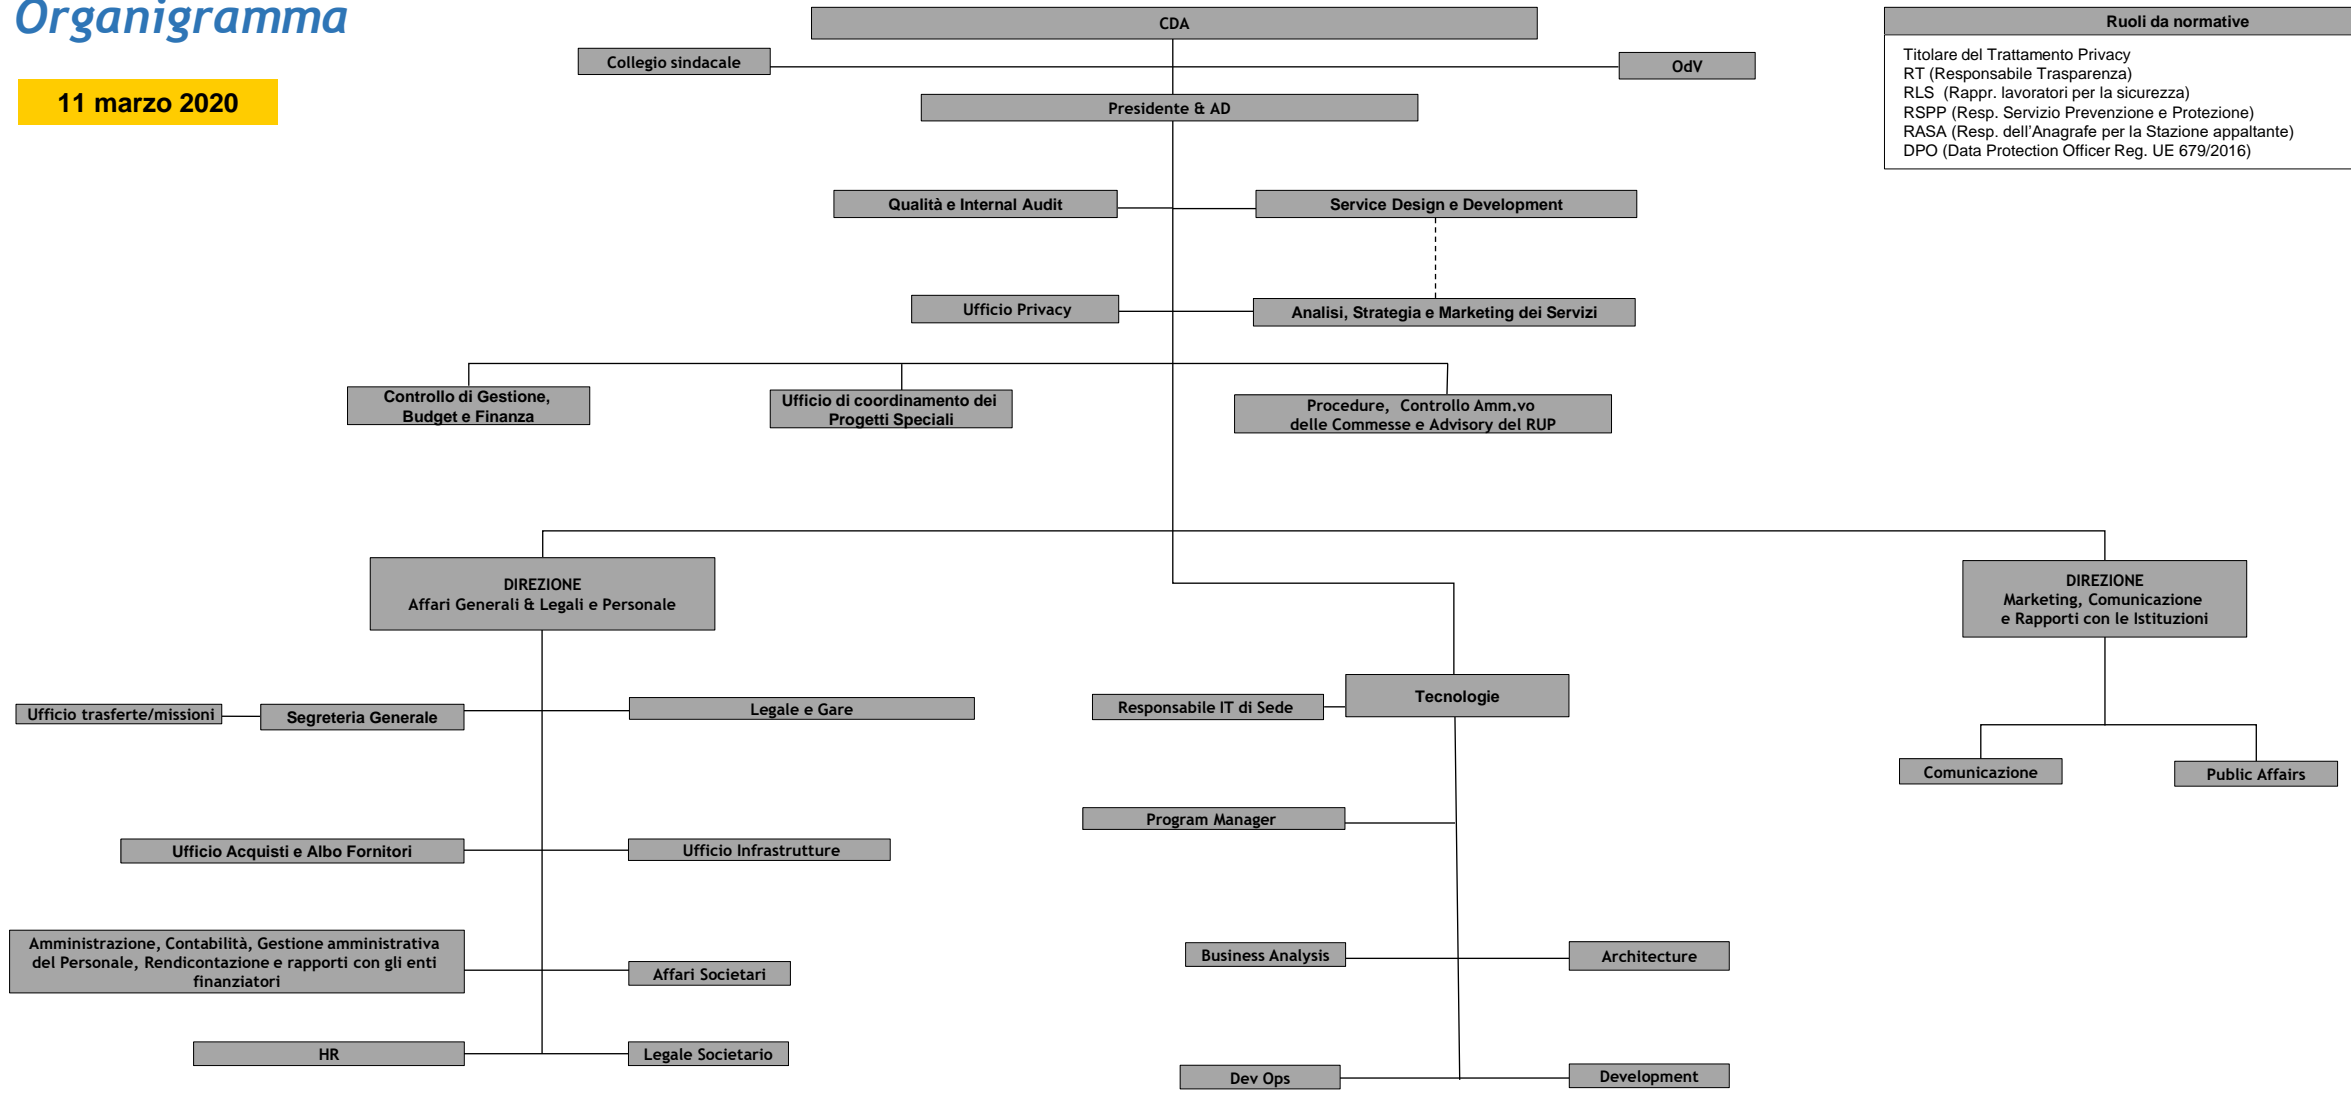 Organigramma
11 marzo 2020
CDA
Collegio sindacale
OdV
Presidente & AD
Ruoli da normative
Titolare del Trattamento Privacy
RT (Responsabile Trasparenza)
RLS  (Rappr. lavoratori per la sicurezza)
RSPP (Resp. Servizio Prevenzione e Protezione)
RASA (Resp. dell'Anagrafe per la Stazione appaltante)
DPO (Data Protection Officer Reg. UE 679/2016)
Qualità e Internal Audit
Service Design e Development
Ufficio Privacy
Analisi, Strategia e Marketing dei Servizi
Controllo di Gestione,
Budget e Finanza
Ufficio di coordinamento dei
Progetti Speciali
Procedure,  Controllo Amm.vo
delle Commesse e Advisory del RUP
DIREZIONE
Affari Generali & Legali e Personale
DIREZIONE
Marketing, Comunicazione
e Rapporti con le Istituzioni
Ufficio trasferte/missioni
Segreteria Generale
Legale e Gare
Responsabile IT di Sede
Tecnologie
Comunicazione
Public Affairs
Program Manager
Ufficio Acquisti e Albo Fornitori
Ufficio Infrastrutture
Amministrazione, Contabilità, Gestione amministrativa
del Personale, Rendicontazione e rapporti con gli enti
finanziatori
Affari Societari
Business Analysis
Architecture
HR
Legale Societario
Dev Ops
Development